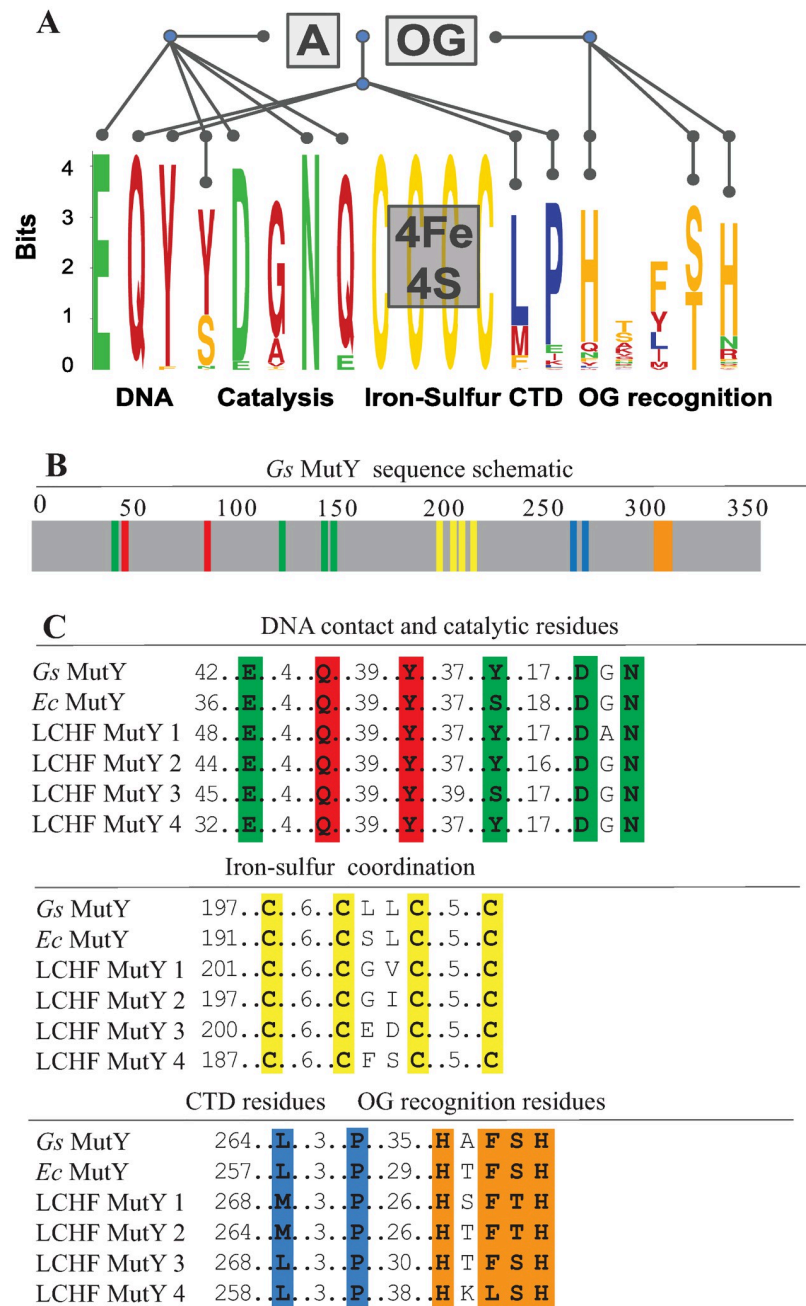 A
A OG
4
3
2
1
0
Bits
E Q Y Y D G N Q C C C C L P H T F S H
S E A E M E Q S Y T N
4Fe
4S
DNA Catalysis Iron-Sulfur CTD OG recognition
B
Gs MutY sequence schematic
0 50 100 150 200 250 300 350
C
DNA contact and catalytic residues
Gs MutY 42..E..4..Q..39..Y..37..Y..17..D G N
Ec MutY 36..E..4..Q..39..Y..37..S..18..D G N
LCHF MutY 1 48..E..4..Q..39..Y..37..Y..17..D A N
LCHF MutY 2 44..E..4..Q..39..Y..37..Y..16..D G N
LCHF MutY 3 45..E..4..Q..39..Y..39..S..17..D G N
LCHF MutY 4 32..E..4..Q..39..Y..37..Y..17..D G N
Iron-sulfur coordination
Gs MutY 197..C..6..C L L C..5..C
Ec MutY 191..C..6..C S L C..5..C
LCHF MutY 1 201..C..6..C G V C..5..C
LCHF MutY 2 197..C..6..C G I C..5..C
LCHF MutY 3 200..C..6..C E D C..5..C
LCHF MutY 4 187..C..6..C F S C..5..C
CTD residues OG recognition residues
Gs MutY 264..L..3..P..35..H A F S H
Ec MutY 257..L..3..P..29..H T F S H
LCHF MutY 1 268..M..3..P..26..H S F T H
LCHF MutY 2 264..M..3..P..26..H T F T H
LCHF MutY 3 268..L..3..P..30..H T F S H
LCHF MutY 4 258..L..3..P..38..H K L S H